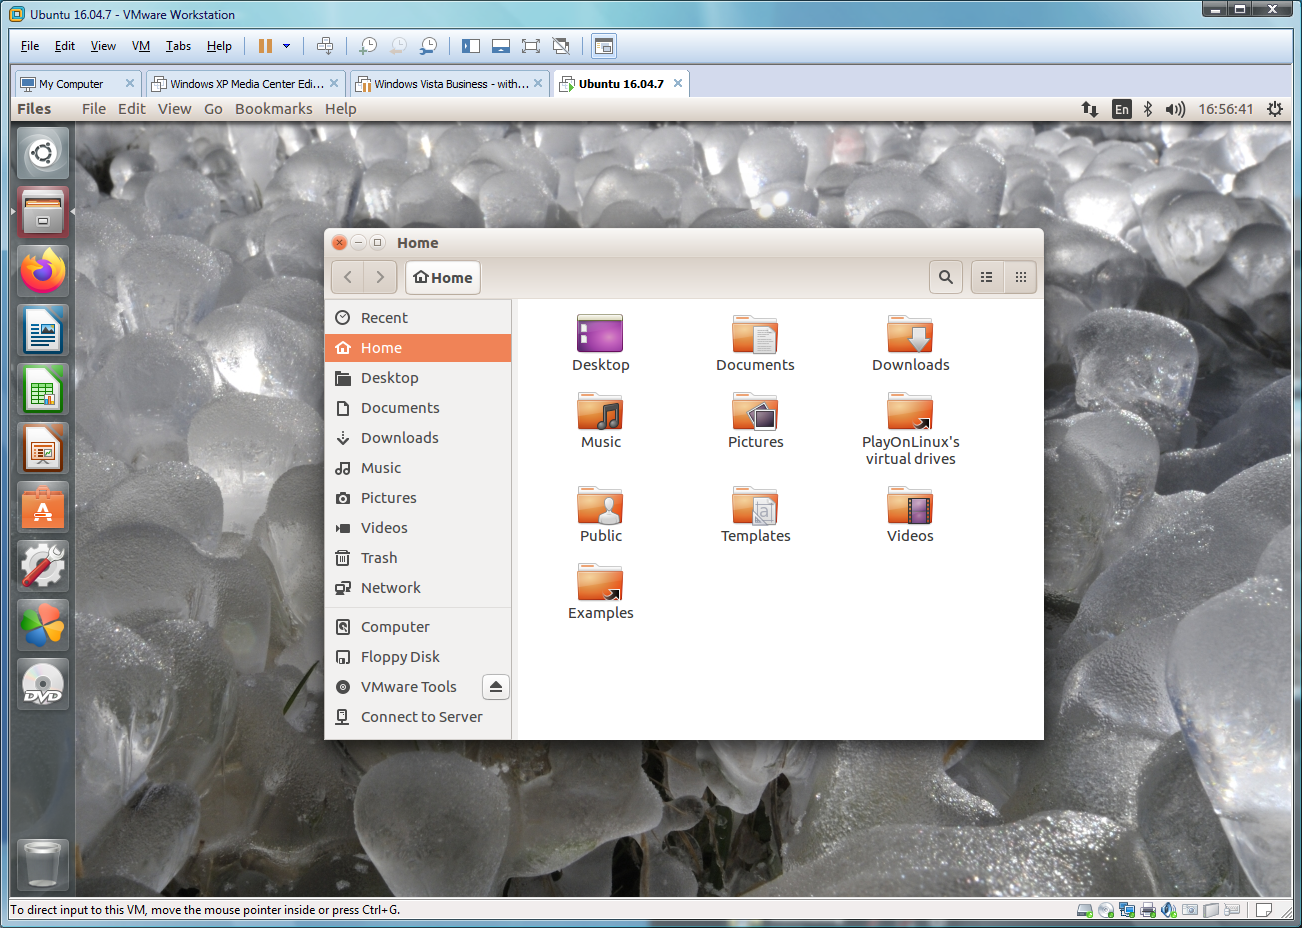 Ubuntu 16.04.7 - VMware Workstation
File Edit View VM Tabs Help
My Computer
Windows XP Media Center Edi...
Windows Vista Business - with...
Ubuntu 16.04.7
Files File Edit View Go Bookmarks Help
En 16:56:41
Home
Home
Recent
Home
Desktop
Documents
Downloads
Music
Pictures
Videos
Trash
Network
Computer
Floppy Disk
VMware Tools
Connect to Server
Desktop
Documents
Downloads
Music
Pictures
PlayOnLinux's
virtual drives
Public
Templates
Videos
Examples
DVD
To direct input to this VM, move the mouse pointer inside or press Ctrl+G.